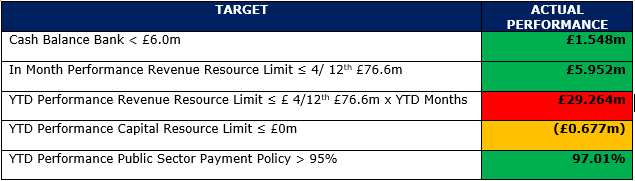 TARGET
ACTUAL
PERFORMANCE
Cash Balance Bank < £6.0m
£1.548m
In Month Performance Revenue Resource Limit ≤ 4/ 12th £76.6m
£5.952m
YTD Performance Revenue Resource Limit ≤ £ 4/12th £76.6m x YTD Months
£29.264m
YTD Performance Capital Resource Limit ≤ £0m
(£0.677m)
YTD Performance Public Sector Payment Policy > 95%
97.01%